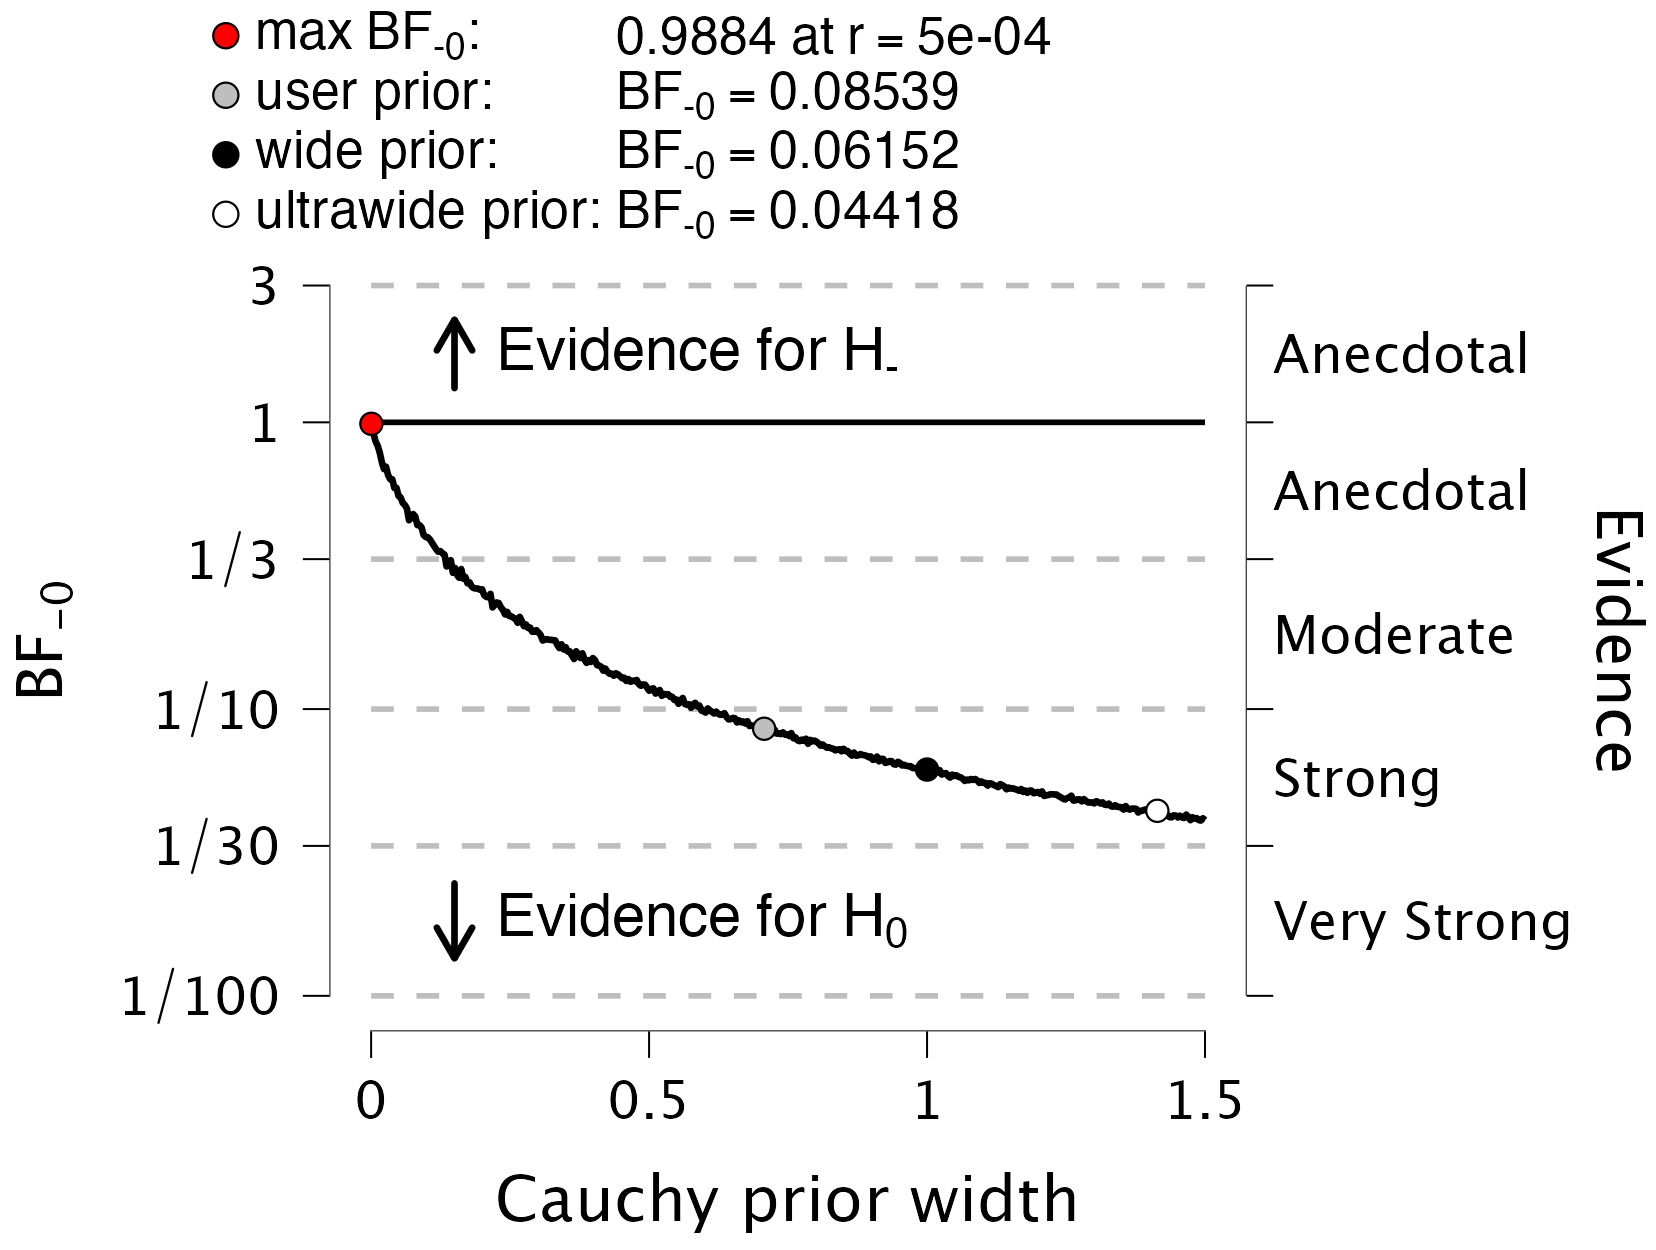 max BF-0: 0.9884 at r = 5e-04
user prior: BF-0 = 0.08539
wide prior: BF-0 = 0.06152
ultrawide prior: BF-0 = 0.04418
3
Evidence for H-
Anecdotal
1
Anecdotal
1/3
Moderate
1/10
Strong
1/30
Evidence for H0
Very Strong
1/100
BF-0
Evidence
0 0.5 1 1.5
Cauchy prior width